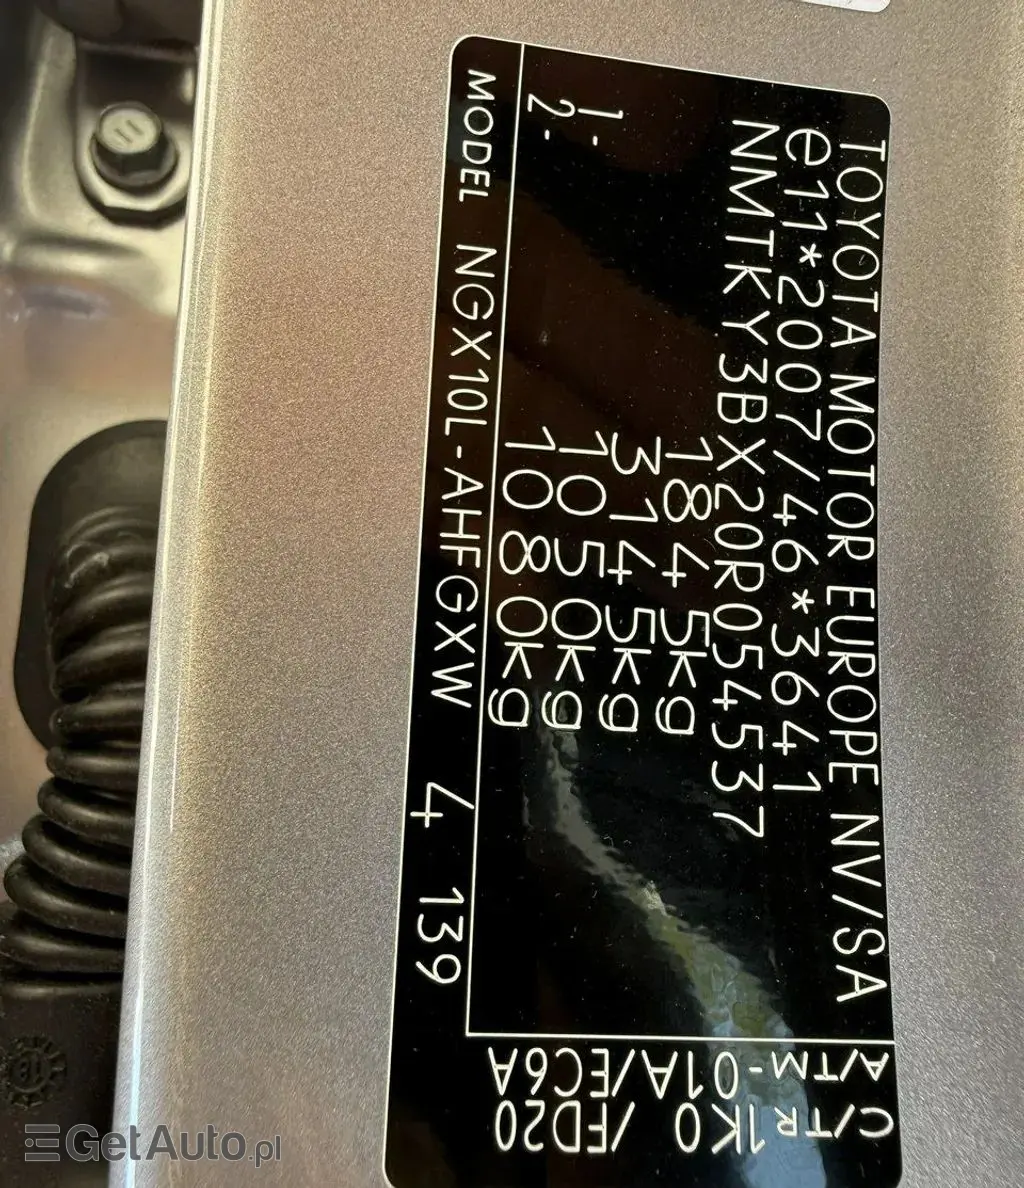 TOYOTA MOTOR EUROPE NV/SA
e11*2007/46*3641
NMTKY3BX20R054537
1845kg
3145kg
1- 1050kg
2- 1080kg
MODEL NGX10L-AHFGXW 4 139
C/TR 1K0 /FD20
A/TM-01A/EC6A
GetAuto.pl